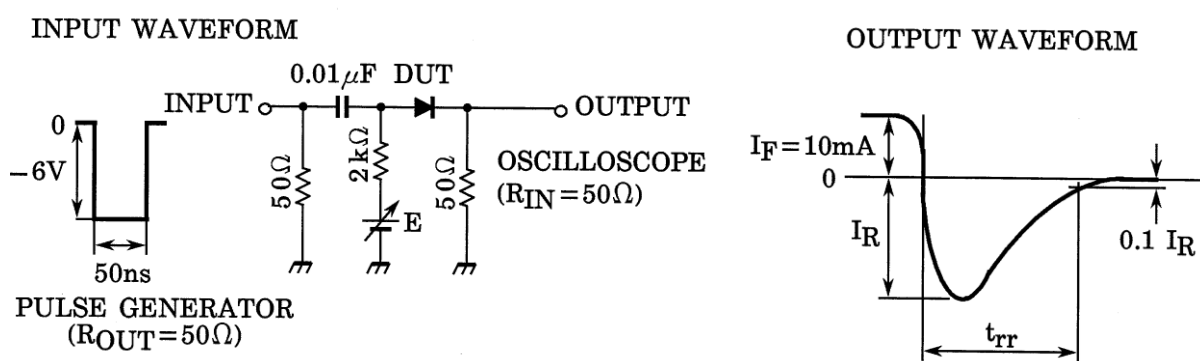 INPUT WAVEFORM
0
−6V
50ns
PULSE GENERATOR
(ROUT=50Ω)
0.01μF DUT
INPUT
OUTPUT
50Ω
2kΩ
E
50Ω
OSCILLOSCOPE
(RIN=50Ω)
OUTPUT WAVEFORM
IF=10mA
0
IR
0.1 IR
trr